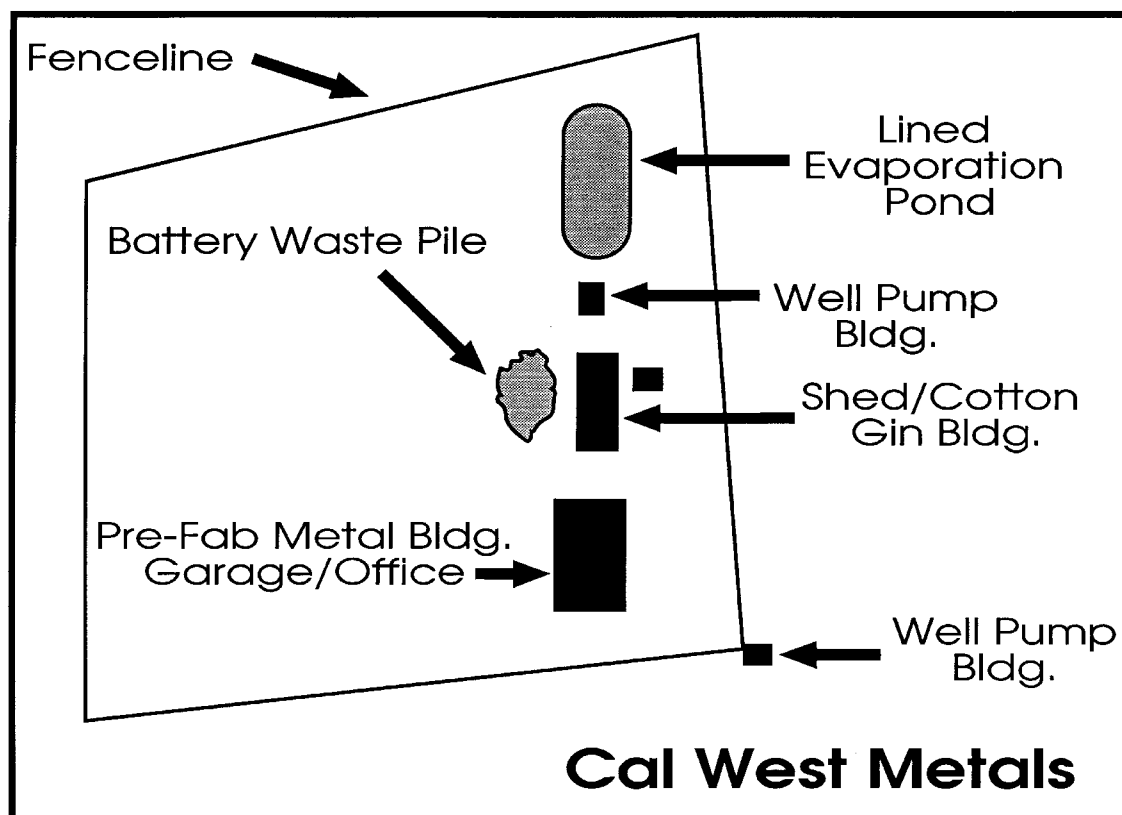 Fenceline
Lined
Evaporation
Pond
Battery Waste Pile
Well Pump
Bldg.
Shed/Cotton
Gin Bldg.
Pre-Fab Metal Bldg.
Garage/Office
Well Pump
Bldg.
Cal West Metals